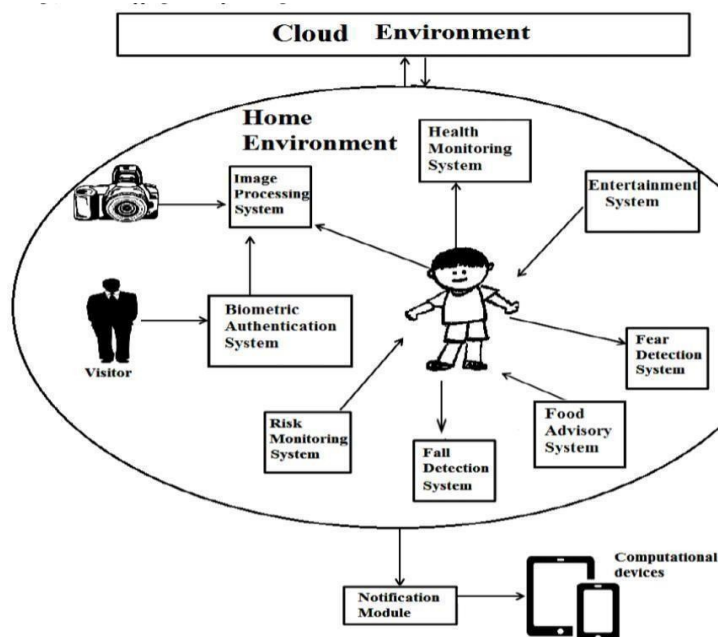 Cloud Environment
Home
Environment
Health
Monitoring
System
Image
Processing
System
Entertainment
System
Biometric
Authentication
System
Visitor
Fear
Detection
System
Risk
Monitoring
System
Fall
Detection
System
Food
Advisory
System
Computational
devices
Notification
Module